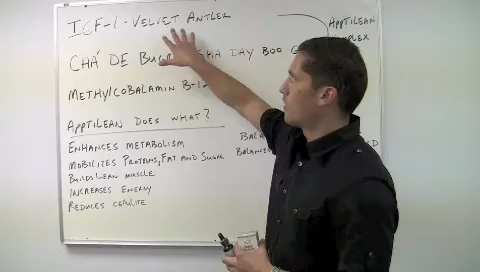 IGF-1 - VELVET ANTLER
APPTILEAN
CHÁ DE BUG DAY BOO
METHYLCOBALAMIN B-12
APPTILEAN DOES WHAT?
ENHANCES METABOLISM
MOBILIZES PROTEINS, FAT AND SUGAR
BUILDS LEAN MUSCLE
INCREASES ENERGY
REDUCES CELLULITE